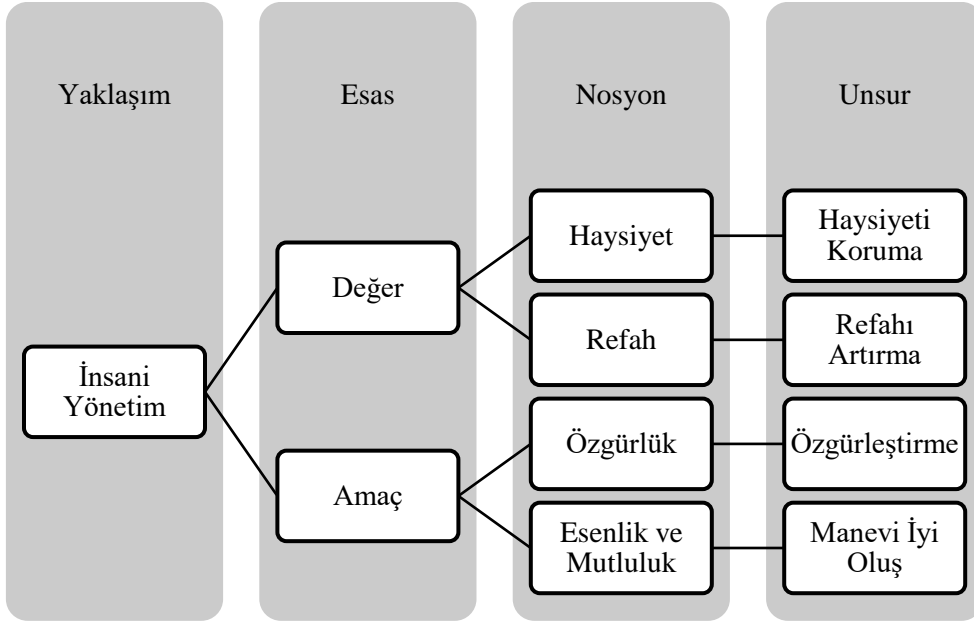 Yaklaşım
Esas
Nosyon
Unsur
İnsani
Yönetim
Değer
Amaç
Haysiyet
Refah
Özgürlük
Esenlik ve
Mutluluk
Haysiyeti
Koruma
Refahı
Artırma
Özgürleştirme
Manevi İyi
Oluş